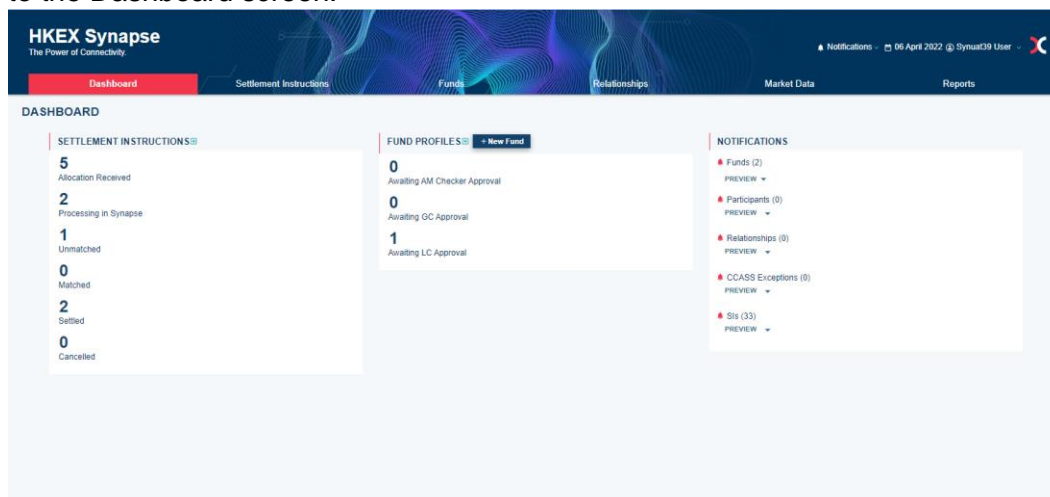 to the Dashboard screen.
HKEX Synapse
The Power of Connectivity.
Notifications 06 April 2022 Synuat39 User
Dashboard Settlement Instructions Funds Relationships Market Data Reports
DASHBOARD
SETTLEMENT INSTRUCTIONS
5
Allocation Received
2
Processing in Synapse
1
Unmatched
0
Matched
2
Settled
0
Cancelled
FUND PROFILES + New Fund
0
Awaiting AM Checker Approval
0
Awaiting GC Approval
1
Awaiting LC Approval
NOTIFICATIONS
Funds (2)
PREVIEW
Participants (0)
PREVIEW
Relationships (0)
PREVIEW
CCASS Exceptions (0)
PREVIEW
SIs (33)
PREVIEW